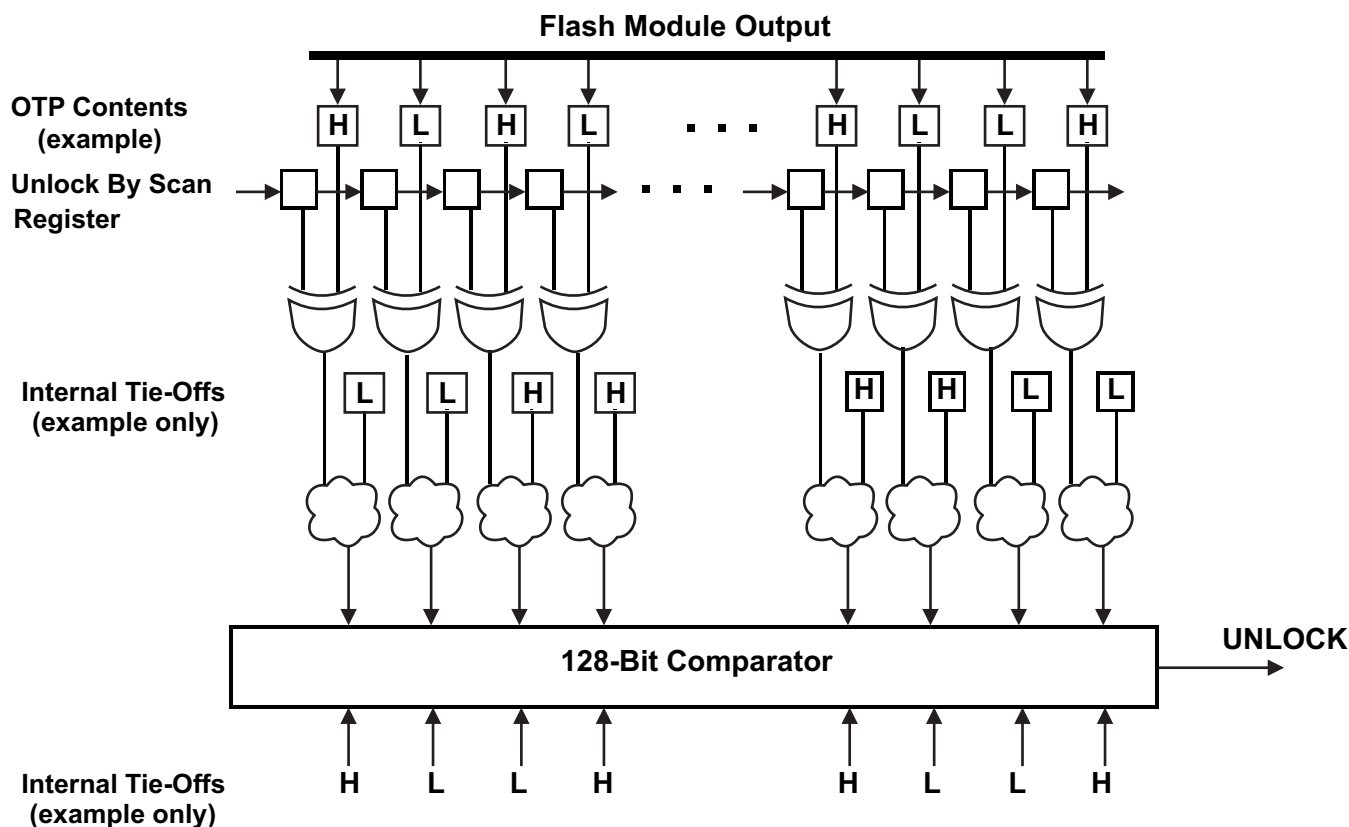 Flash Module Output
OTP Contents
(example)
H L H L . . . H L L H
Unlock By Scan
Register
. . .
Internal Tie-Offs
(example only)
L L H H H H L L
UNLOCK
128-Bit Comparator
Internal Tie-Offs
(example only)
H L L H H L L H